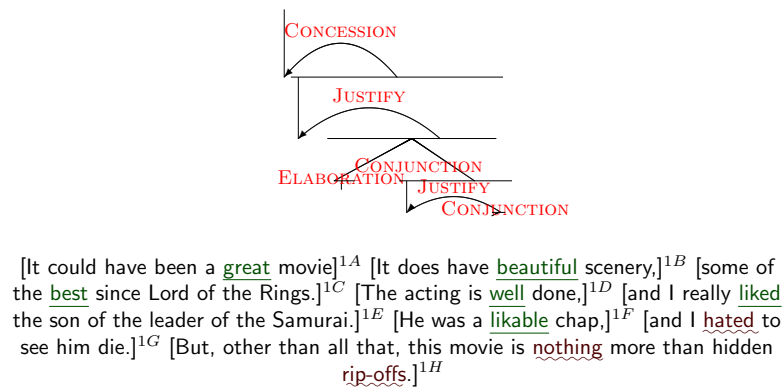 CONCESSION
JUSTIFY
CONJUNCTION
ELABORATION
JUSTIFY
CONJUNCTION
[It could have been a great movie]1A [It does have beautiful scenery,]1B [some of
the best since Lord of the Rings.]1C [The acting is well done,]1D [and I really liked
the son of the leader of the Samurai.]1E [He was a likable chap,]1F [and I hated to
see him die.]1G [But, other than all that, this movie is nothing more than hidden
rip-offs.]1H